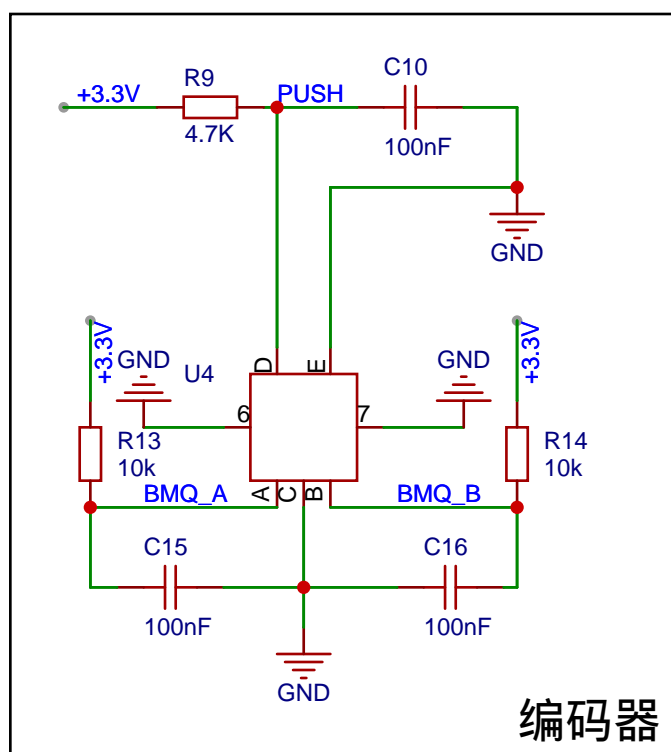 R9
C10
+3.3V
PUSH
4.7K
100nF
GND
+3.3V
+3.3V
GND
U4
D
E
GND
6
7
R13
10k
R14
10k
BMQ_A
A
C
B
BMQ_B
C15
C16
100nF
100nF
GND
编码器